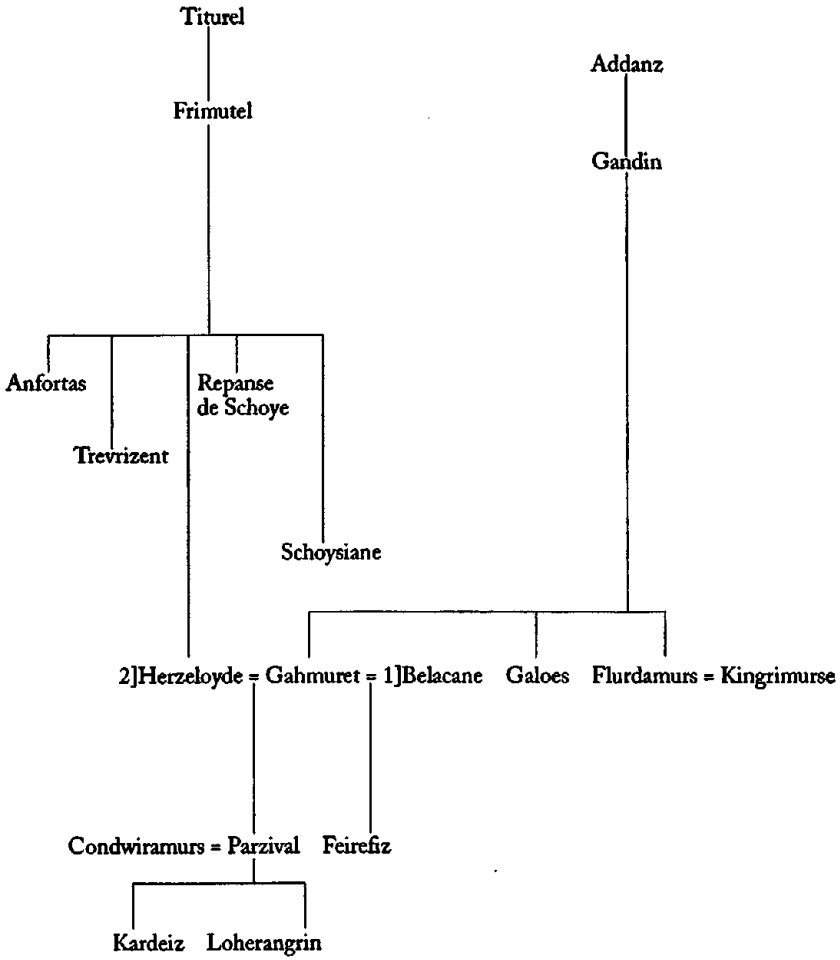 Titurel
Addanz
Frimutel
Gandin
Anfortas
Repanse
de Schoye
Trevrizent
Schoysiane
2]Herzeloyde = Gahmuret = 1]Belacane Galoes Flurdamurs = Kingrimurse
Condwiramurs = Parzival Feirefiz
Kardeiz Loherangrin